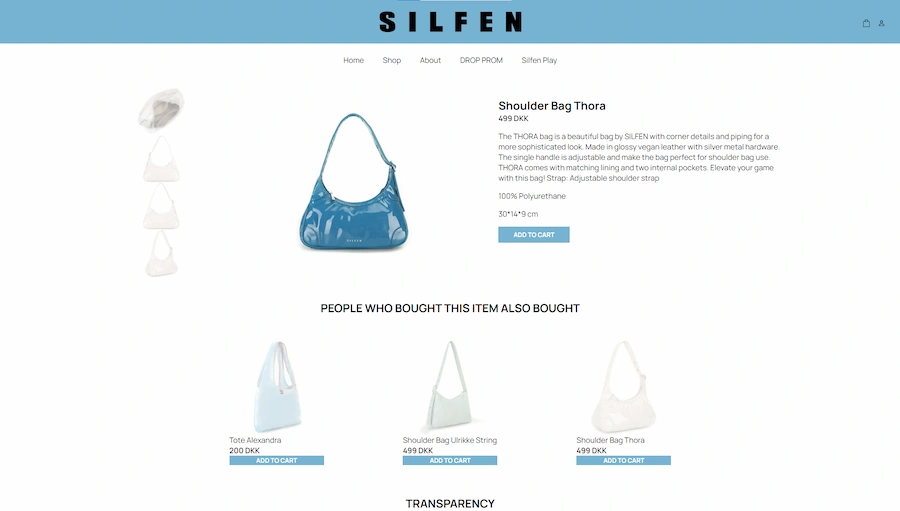 SILFEN
Home
Shop
About
DROP PROM
Silfen Play
Shoulder Bag Thora
499 DKK
The THORA bag is a beautiful bag by SILFEN with corner details and piping for a
more sophisticated look. Made in glossy vegan leather with silver metal hardware.
The single handle is adjustable and make the bag perfect for shoulder bag use.
THORA comes with matching lining and two internal pockets. Elevate your game
with this bag! Strap: Adjustable shoulder strap
100% Polyurethane
30*14*9 cm
ADD TO CART
SILFEN
PEOPLE WHO BOUGHT THIS ITEM ALSO BOUGHT
Tote Alexandra
200 DKK
ADD TO CART
Shoulder Bag Ulrikke String
499 DKK
ADD TO CART
Shoulder Bag Thora
499 DKK
ADD TO CART
TRANSPARENCY